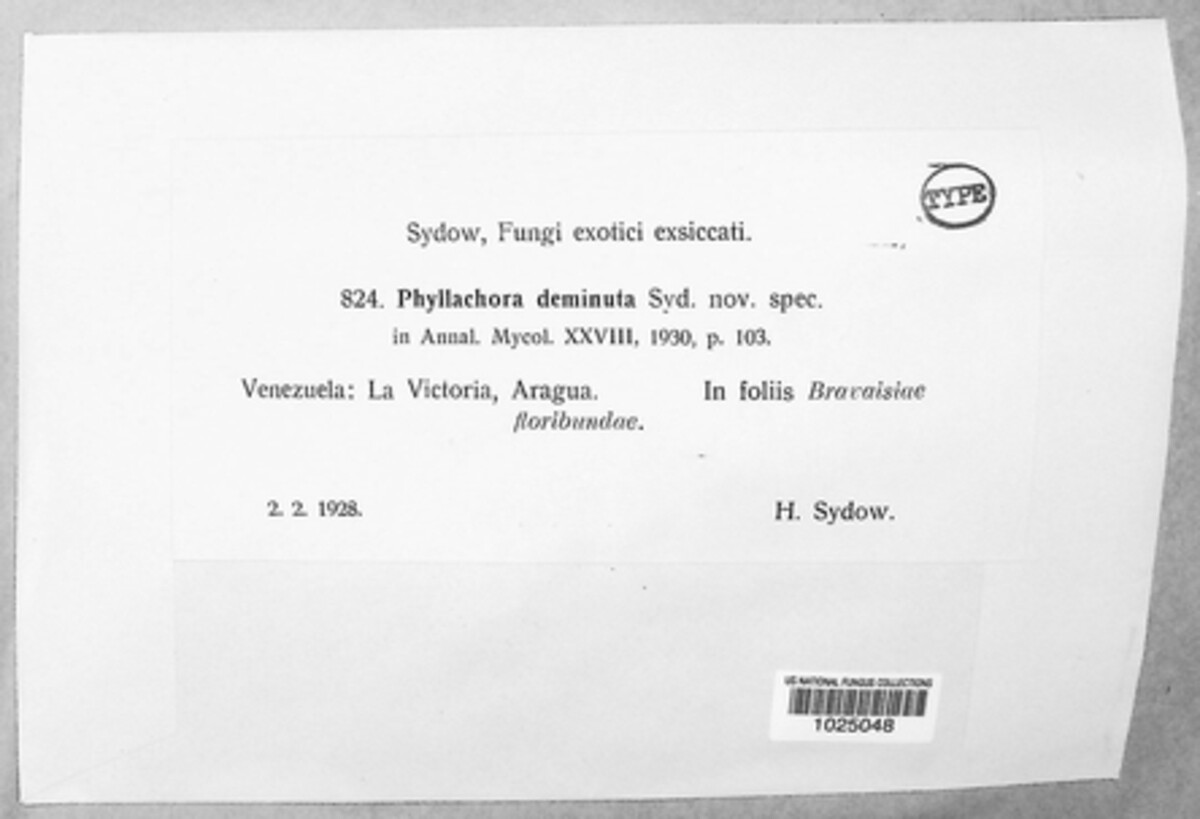 TYPE
Sydow, Fungi exotici exsiccati.
824. Phyllachora deminuta Syd. nov. spec.
in Annal. Mycol. XXVIII, 1930, p. 103.
Venezuela: La Victoria, Aragua. In foliis Bravaisiae
floribundae.
2. 2. 1928. H. Sydow.
US NATIONAL FUNGUS COLLECTIONS
1025048